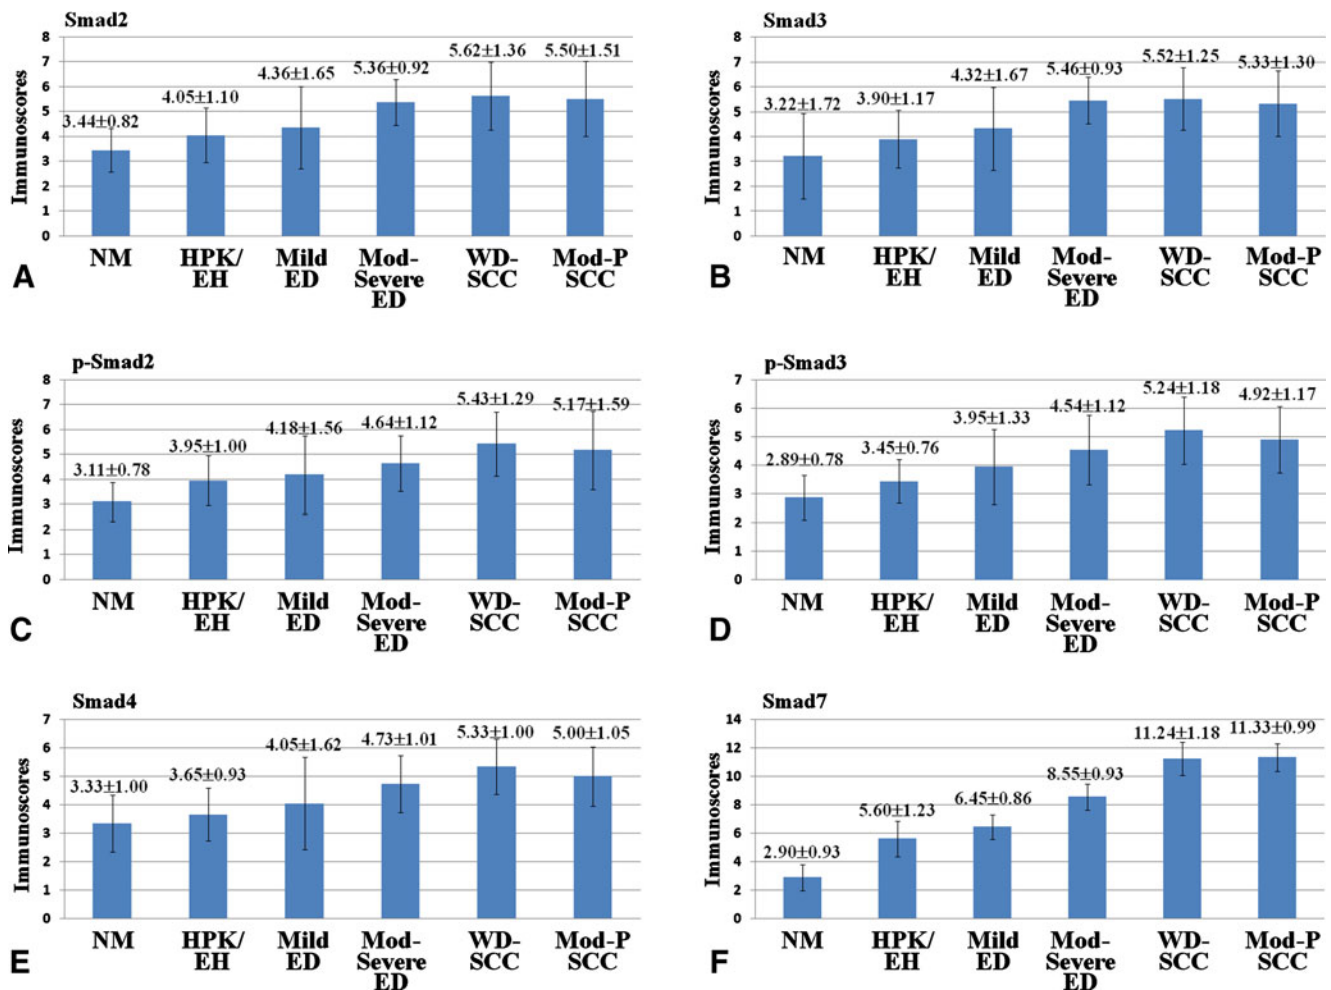 Smad2
Immunoscores
8
7
6
5
4
3
2
1
0
3.44±0.82
4.05±1.10
4.36±1.65
5.36±0.92
5.62±1.36
5.50±1.51
NM
HPK/
EH
Mild
ED
Mod-
Severe
ED
WD-
SCC
Mod-P
SCC
A
Smad3
Immunoscores
8
7
6
5
4
3
2
1
0
3.22±1.72
3.90±1.17
4.32±1.67
5.46±0.93
5.52±1.25
5.33±1.30
NM
HPK/
EH
Mild
ED
Mod-
Severe
ED
WD-
SCC
Mod-P
SCC
B
p-Smad2
Immunoscores
8
7
6
5
4
3
2
1
0
3.11±0.78
3.95±1.00
4.18±1.56
4.64±1.12
5.43±1.29
5.17±1.59
NM
HPK/
EH
Mild
ED
Mod-
Severe
ED
WD-
SCC
Mod-P
SCC
C
p-Smad3
Immunoscores
7
6
5
4
3
2
1
0
2.89±0.78
3.45±0.76
3.95±1.33
4.54±1.12
5.24±1.18
4.92±1.17
NM
HPK/
EH
Mild
ED
Mod-
Severe
ED
WD-
SCC
Mod-P
SCC
D
Smad4
Immunoscores
7
6
5
4
3
2
1
0
3.33±1.00
3.65±0.93
4.05±1.62
4.73±1.01
5.33±1.00
5.00±1.05
NM
HPK/
EH
Mild
ED
Mod-
Severe
ED
WD-
SCC
Mod-P
SCC
E
Smad7
Immunoscores
14
12
10
8
6
4
2
0
2.90±0.93
5.60±1.23
6.45±0.86
8.55±0.93
11.24±1.18
11.33±0.99
NM
HPK/
EH
Mild
ED
Mod-
Severe
ED
WD-
SCC
Mod-P
SCC
F